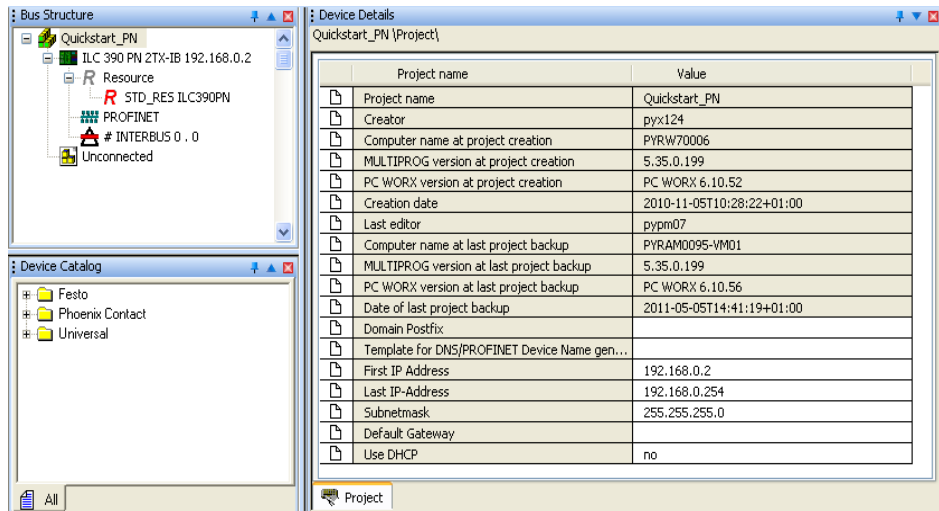 Bus Structure
Quickstart_PN
ILC 390 PN 2TX-IB 192.168.0.2
R Resource
R STD_RES ILC390PN
PROFINET
# INTERBUS 0 . 0
Unconnected
Device Catalog
Festo
Phoenix Contact
Universal
All
Device Details
Quickstart_PN \Project\
Project name Value
Project name Quickstart_PN
Creator pyx124
Computer name at project creation PYRW70006
MULTIPROG version at project creation 5.35.0.199
PC WORX version at project creation PC WORX 6.10.52
Creation date 2010-11-05T10:28:22+01:00
Last editor pypm07
Computer name at last project backup PYRAM0095-VM01
MULTIPROG version at last project backup 5.35.0.199
PC WORX version at last project backup PC WORX 6.10.56
Date of last project backup 2011-05-05T14:41:19+01:00
Domain Postfix
Template for DNS/PROFINET Device Name gen...
First IP Address 192.168.0.2
Last IP-Address 192.168.0.254
Subnetmask 255.255.255.0
Default Gateway
Use DHCP no
Project